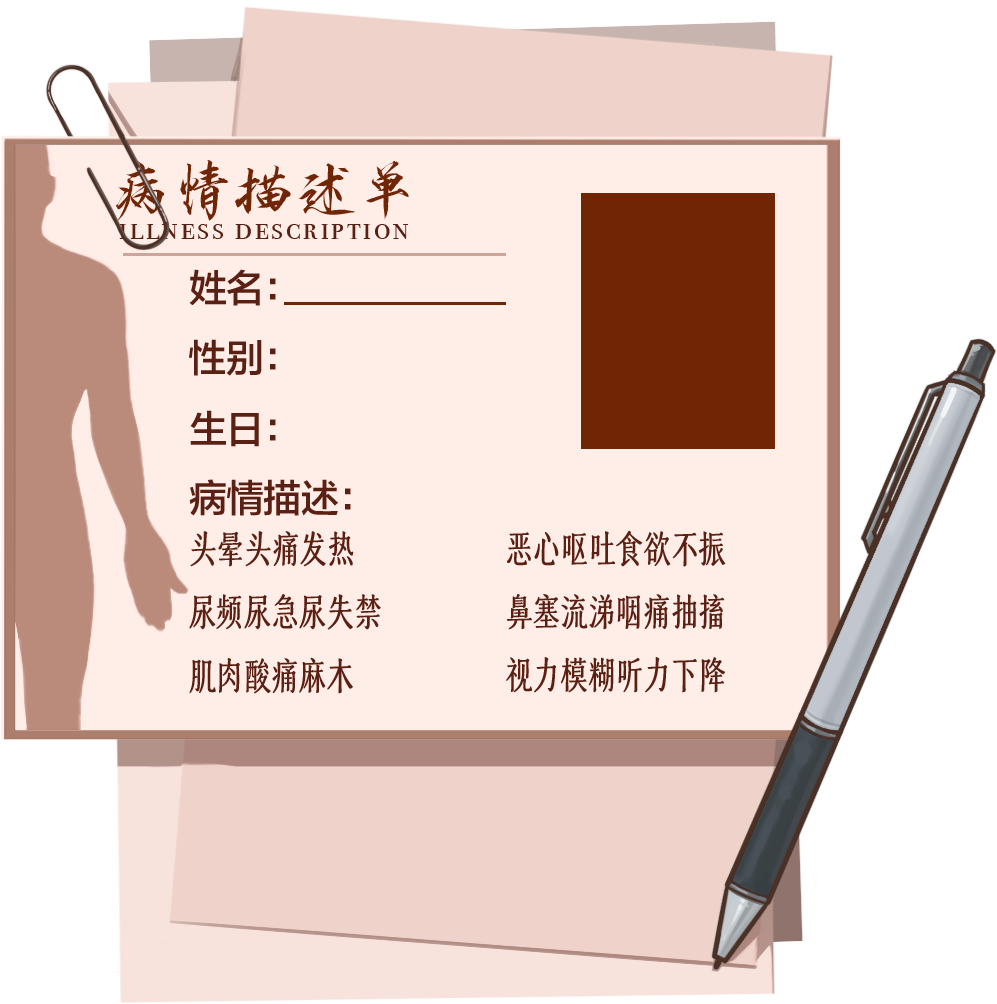 病情描述单
ILLNESS DESCRIPTION
姓名：
性别：
生日：
病情描述：
头晕头痛发热
恶心呕吐食欲不振
尿频尿急尿失禁
鼻塞流涕咽痛抽搐
肌肉酸痛麻木
视力模糊听力下降